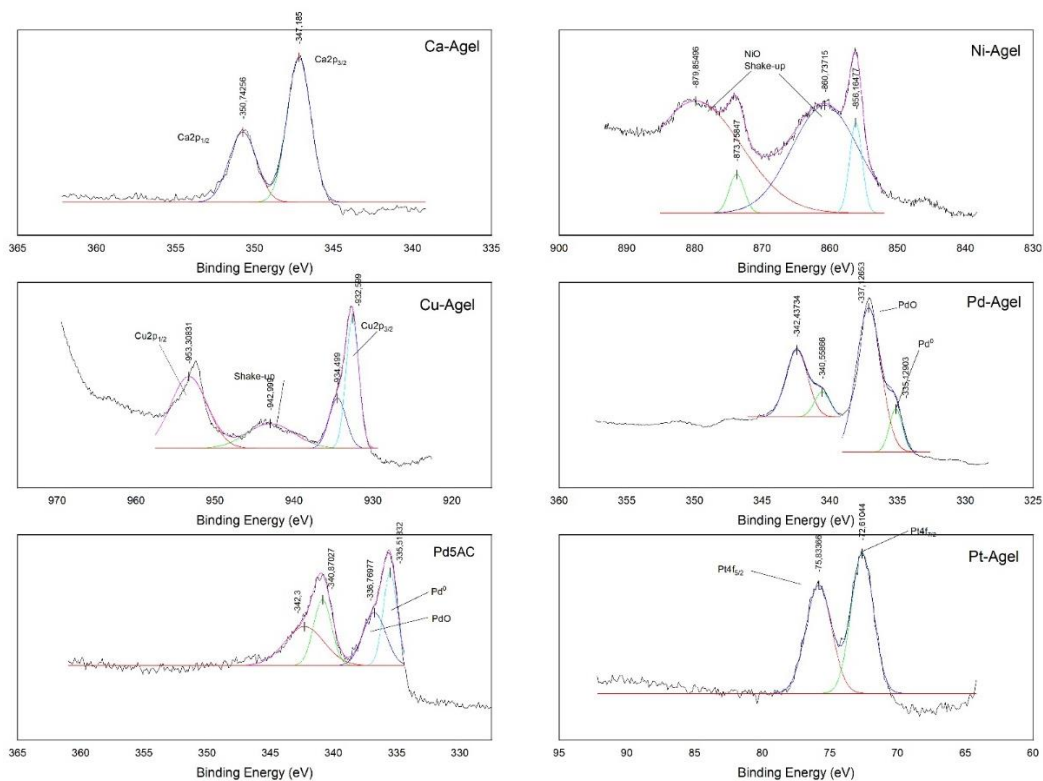 Ca-Agel
-347,185
Ca2p3/2
-350,74256
Ca2p1/2
365 360 355 350 345 340 335
Binding Energy (eV)
Ni-Agel
-879,85496
NiO
Shake-up
-860,73715
-856,16477
-873,75847
900 890 880 870 860 850 840 830
Binding Energy (eV)
Cu-Agel
-932,599
Cu2p1/2
-953,30831
Cu2p3/2
-934,499
Shake-up
-942,999
970 960 950 940 930 920
Binding Energy (eV)
Pd-Agel
-337,12653
PdO
-342,43734
-340,55866
Pd0
-335,12903
360 355 350 345 340 335 330 325
Binding Energy (eV)
Pd5AC
-335,51832
-340,87027
-336,76977
-342,3
Pd0
PdO
365 360 355 350 345 340 335 330
Binding Energy (eV)
Pt-Agel
-72,61044
Pt4f7/2
-75,83366
Pt4f5/2
95 90 85 80 75 70 65 60
Binding Energy (eV)